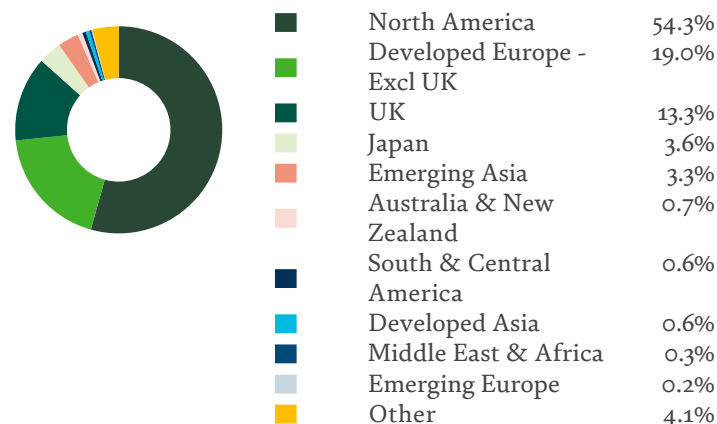 North America 54.3%
Developed Europe - 19.0%
Excl UK
UK 13.3%
Japan 3.6%
Emerging Asia 3.3%
Australia & New 0.7%
Zealand
South & Central 0.6%
America
Developed Asia 0.6%
Middle East & Africa 0.3%
Emerging Europe 0.2%
Other 4.1%